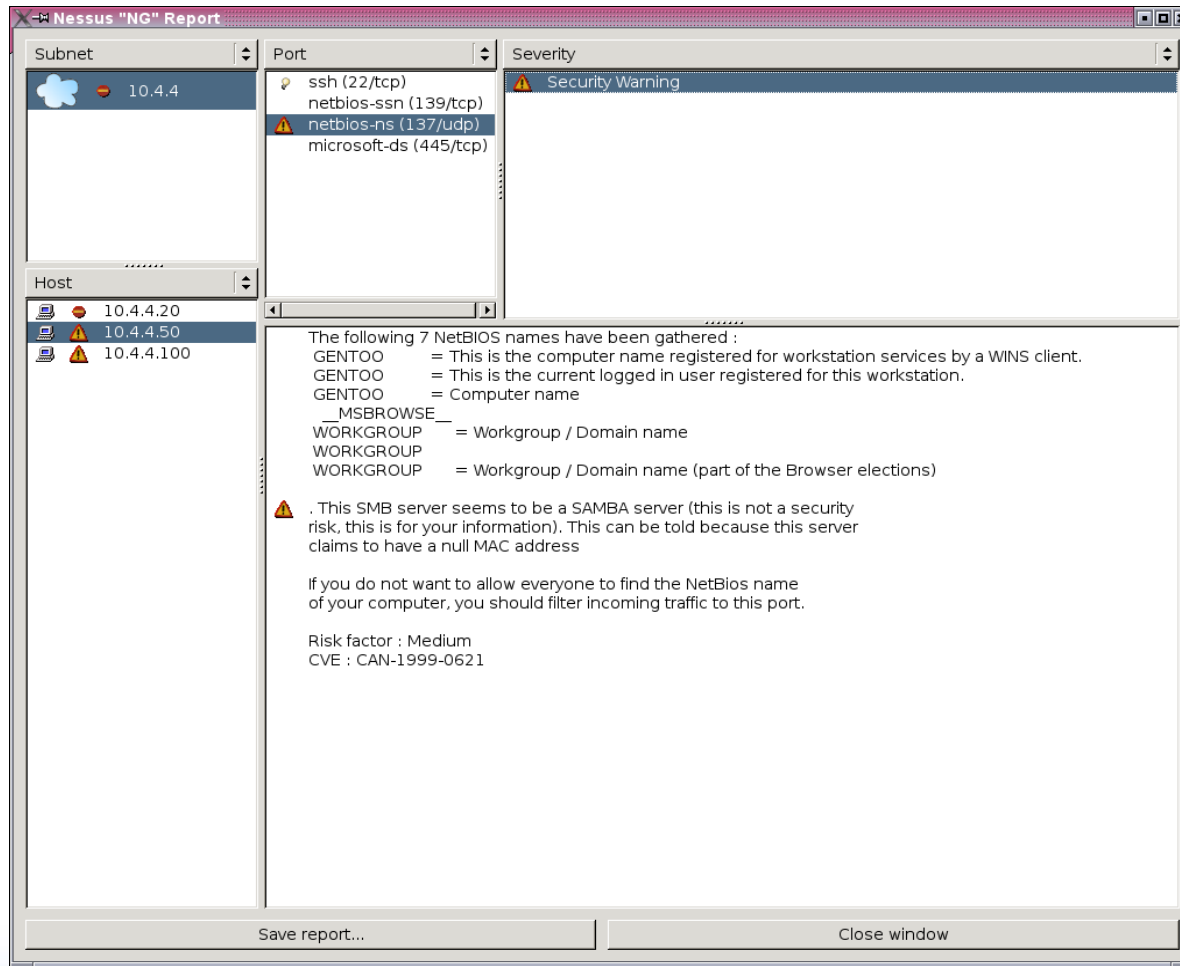 Nessus "NG" Report
Subnet
10.4.4
Port
ssh (22/tcp)
netbios-ssn (139/tcp)
netbios-ns (137/udp)
microsoft-ds (445/tcp)
Severity
Security Warning
Host
10.4.4.20
10.4.4.50
10.4.4.100
The following 7 NetBIOS names have been gathered :
GENTOO = This is the computer name registered for workstation services by a WINS client.
GENTOO = This is the current logged in user registered for this workstation.
GENTOO = Computer name
__MSBROWSE__
WORKGROUP = Workgroup / Domain name
WORKGROUP
WORKGROUP = Workgroup / Domain name (part of the Browser elections)
. This SMB server seems to be a SAMBA server (this is not a security
risk, this is for your information). This can be told because this server
claims to have a null MAC address
If you do not want to allow everyone to find the NetBios name
of your computer, you should filter incoming traffic to this port.
Risk factor : Medium
CVE : CAN-1999-0621
Save report...
Close window